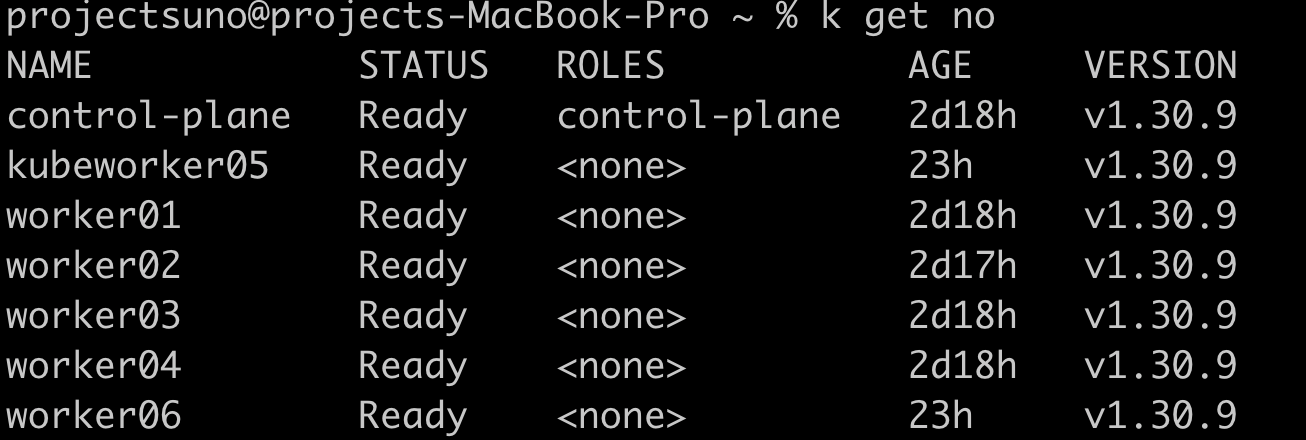 projectsuno@projects-MacBook-Pro ~ % k get no
NAME STATUS ROLES AGE VERSION
control-plane Ready control-plane 2d18h v1.30.9
kubeworker05 Ready <none> 23h v1.30.9
worker01 Ready <none> 2d18h v1.30.9
worker02 Ready <none> 2d17h v1.30.9
worker03 Ready <none> 2d18h v1.30.9
worker04 Ready <none> 2d18h v1.30.9
worker06 Ready <none> 23h v1.30.9